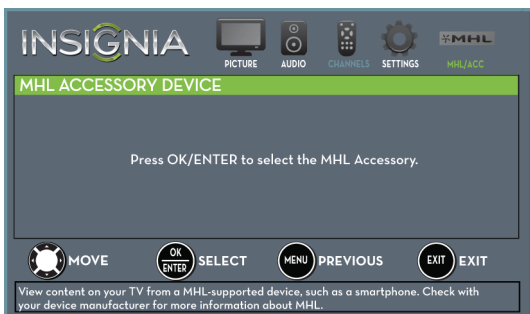 INSIGNIA
MHL
PICTURE AUDIO CHANNELS SETTINGS MHL/ACC
MHL ACCESSORY DEVICE
Press OK/ENTER to select the MHL Accessory.
MOVE OK ENTER SELECT MENU PREVIOUS EXIT EXIT
View content on your TV from a MHL-supported device, such as a smartphone. Check with
your device manufacturer for more information about MHL.